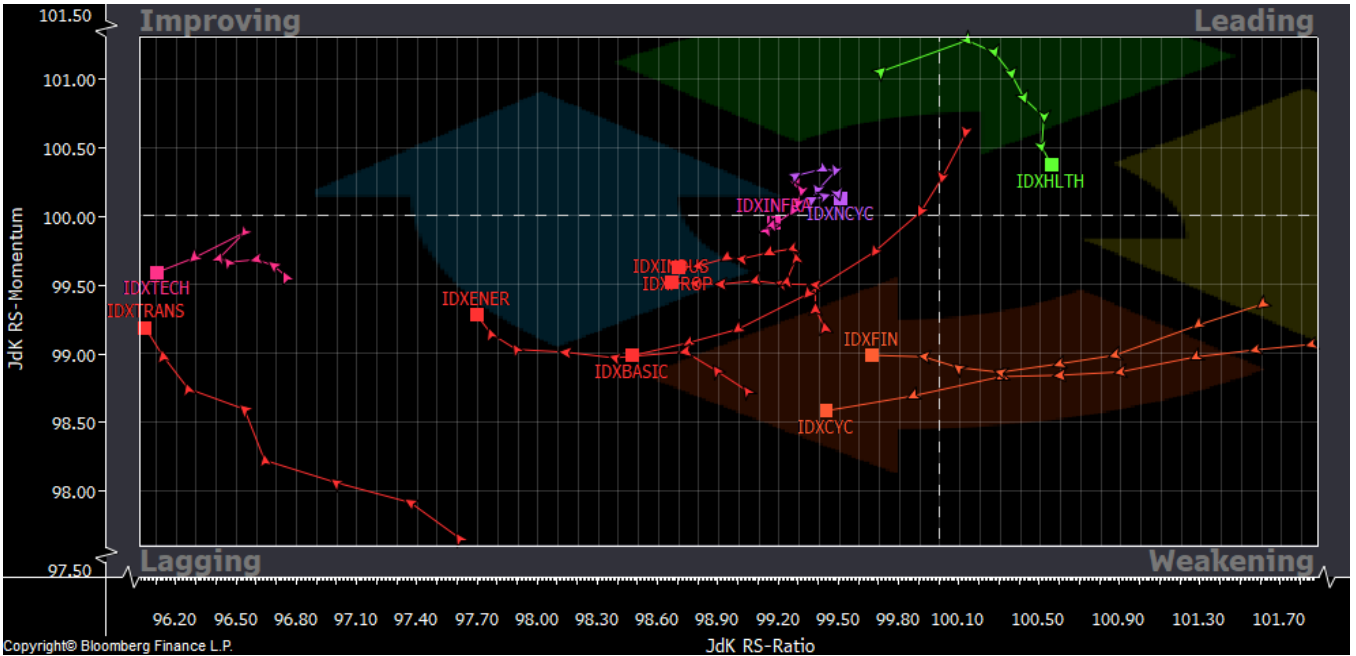 Improving
Leading
101.50
101.00
100.50
100.00
99.50
99.00
98.50
98.00
97.50
JdK RS-Momentum
IDXHLTH
IDXINFRA
IDXNCYC
IDXINDUS
IDXPROP
IDXTECH
IDXTRANS
IDXENER
IDXFIN
IDXBASIC
IDXCYC
Lagging
Weakening
96.20 96.50 96.80 97.10 97.40 97.70 98.00 98.30 98.60 98.90 99.20 99.50 99.80 100.10 100.50 100.90 101.30 101.70
JdK RS-Ratio
Copyright© Bloomberg Finance L.P.